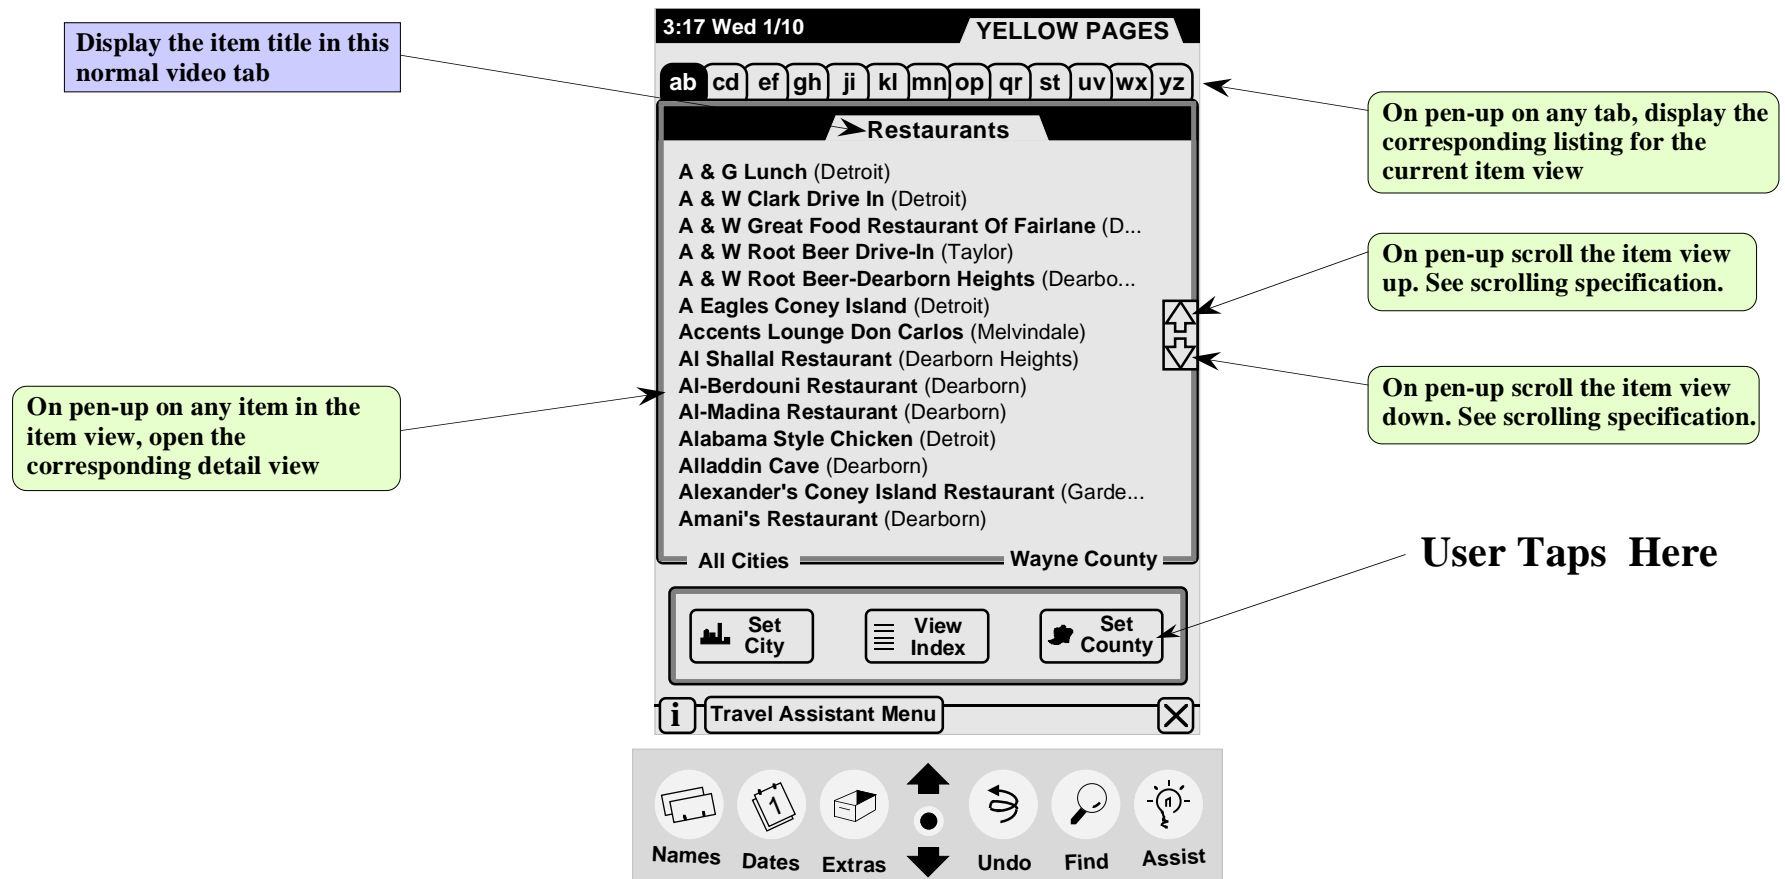 3:17 Wed 1/10
YELLOW PAGES
Display the item title in this
normal video tab
ab cd ef gh ji kl mn op qr st uv wx yz
On pen-up on any tab, display the
corresponding listing for the
current item view
Restaurants
A & G Lunch (Detroit)
A & W Clark Drive In (Detroit)
A & W Great Food Restaurant Of Fairlane (D...
A & W Root Beer Drive-In (Taylor)
A & W Root Beer-Dearborn Heights (Dearbo...
A Eagles Coney Island (Detroit)
Accents Lounge Don Carlos (Melvindale)
Al Shallal Restaurant (Dearborn Heights)
Al-Berdouni Restaurant (Dearborn)
Al-Madina Restaurant (Dearborn)
Alabama Style Chicken (Detroit)
Alladdin Cave (Dearborn)
Alexander's Coney Island Restaurant (Garde...
Amani's Restaurant (Dearborn)
On pen-up scroll the item view
up. See scrolling specification.
On pen-up scroll the item view
down. See scrolling specification.
On pen-up on any item in the
item view, open the
corresponding detail view
All Cities
Wayne County
User Taps Here
Set
City
View
Index
Set
County
i
Travel Assistant Menu
1
Names
Dates
Extras
Undo
Find
Assist